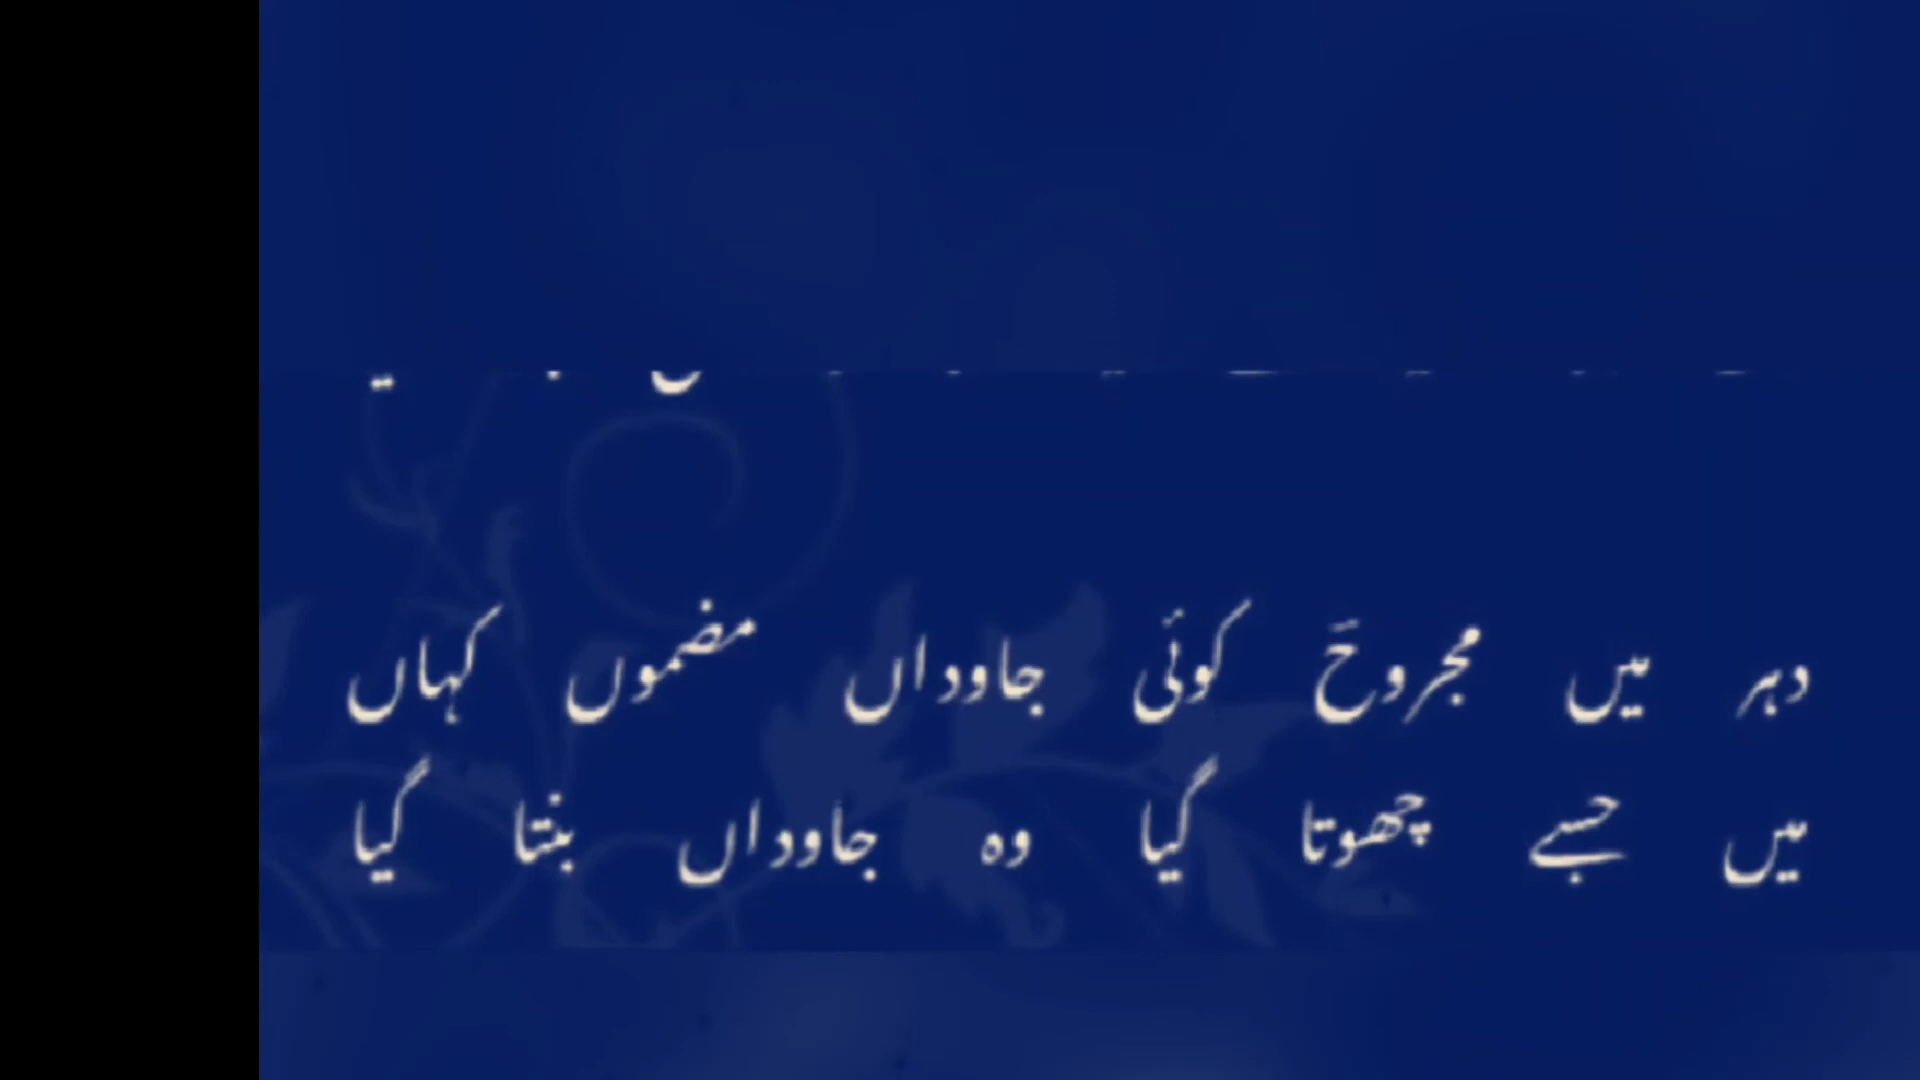 دہر میں مجروحؔ کوئی جاوداں مضموں کہاں
میں جسے چھوتا گیا وہ جاوداں بنتا گیا